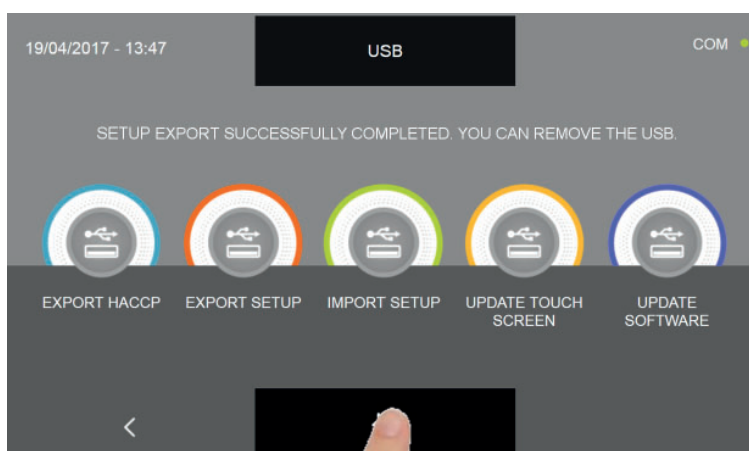 19/04/2017 - 13:47
USB
COM
SETUP EXPORT SUCCESSFULLY COMPLETED. YOU CAN REMOVE THE USB.
EXPORT HACCP
EXPORT SETUP
IMPORT SETUP
UPDATE TOUCH
SCREEN
UPDATE
SOFTWARE